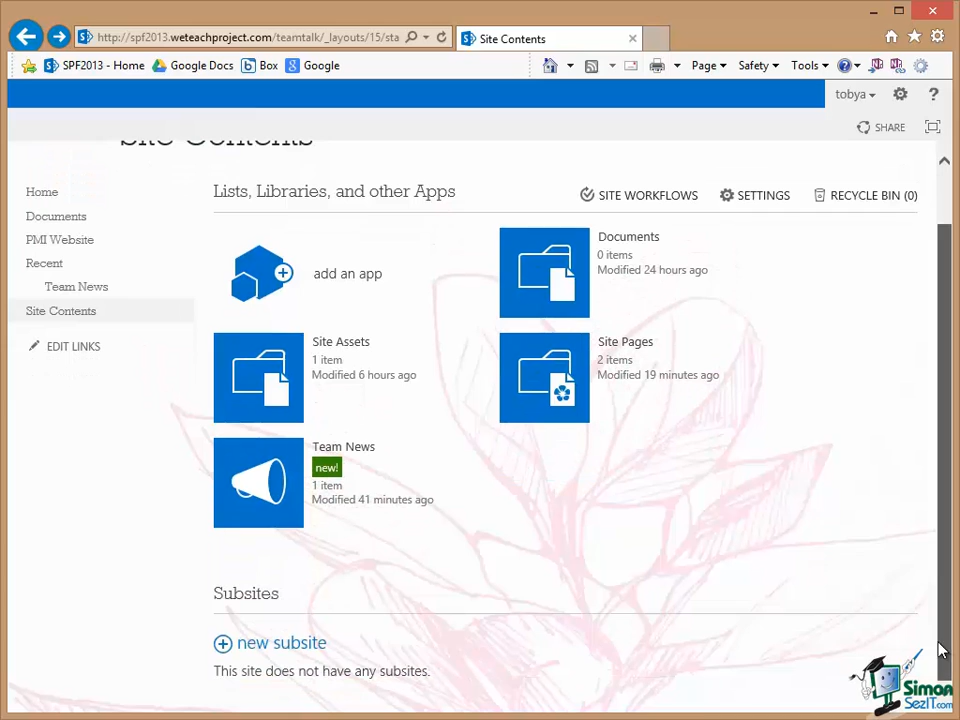 http://spf2013.weteachproject.com/teamtalk/_layouts/15/sta
Site Contents
SPF2013 - Home
Google Docs
Box
Google
Page
Safety
Tools
tobya
?
SHARE
Site Contents
Home
Documents
PMI Website
Recent
Team News
Site Contents
EDIT LINKS
Lists, Libraries, and other Apps
SITE WORKFLOWS
SETTINGS
RECYCLE BIN (0)
add an app
Documents
0 items
Modified 24 hours ago
Site Assets
1 item
Modified 6 hours ago
Site Pages
2 items
Modified 19 minutes ago
Team News
new!
1 item
Modified 41 minutes ago
Subsites
new subsite
This site does not have any subsites.
Simon
SezIT.com